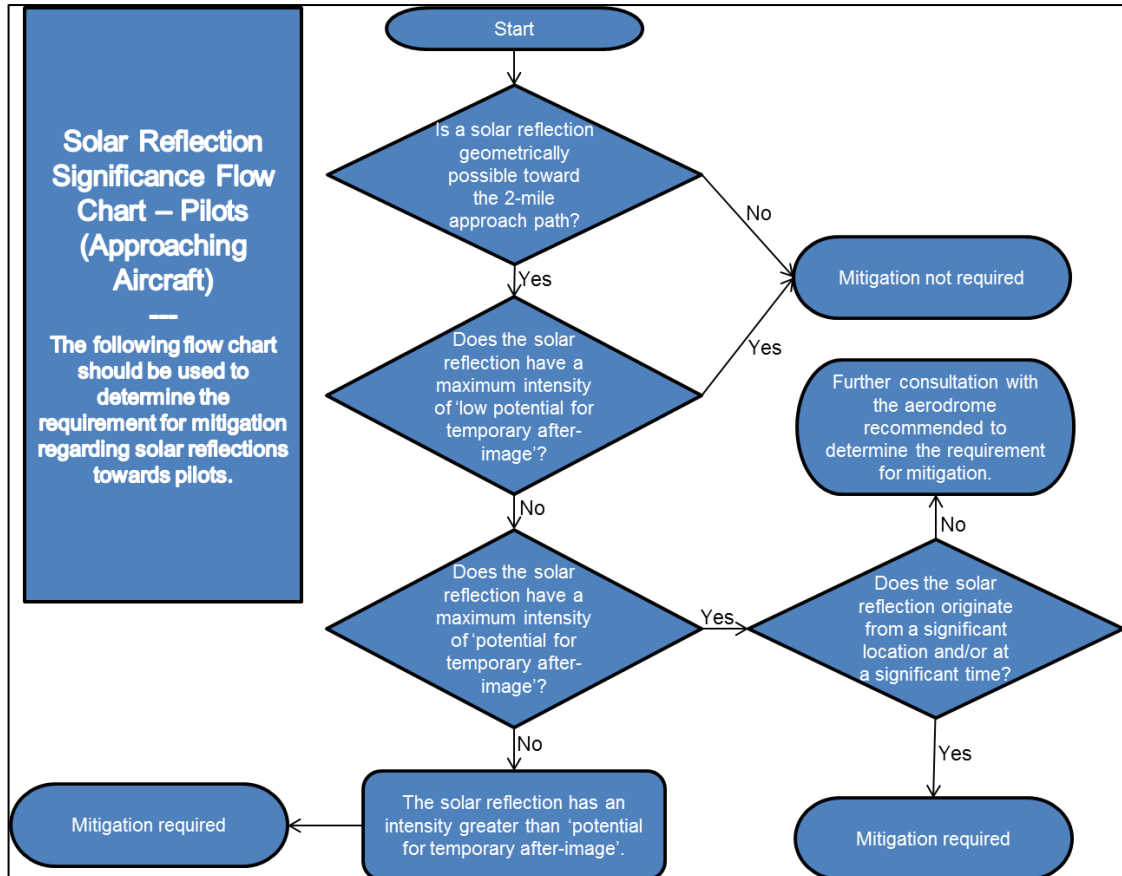 Solar Reflection
Significance Flow
Chart – Pilots
(Approaching
Aircraft)
---
The following flow chart
should be used to
determine the
requirement for mitigation
regarding solar reflections
towards pilots.
Start
Is a solar reflection
geometrically
possible toward
the 2-mile
approach path?
No
Yes
Mitigation not required
Does the solar
reflection have a
maximum intensity
of ‘low potential for
temporary after-
image’?
Yes
No
Further consultation with
the aerodrome
recommended to
determine the requirement
for mitigation.
No
Does the solar
reflection have a
maximum intensity
of ‘potential for
temporary after-
image’?
Yes
Does the solar
reflection originate
from a significant
location and/or at
a significant time?
No
Yes
The solar reflection has an
intensity greater than ‘potential
for temporary after-image’.
Mitigation required
Mitigation required